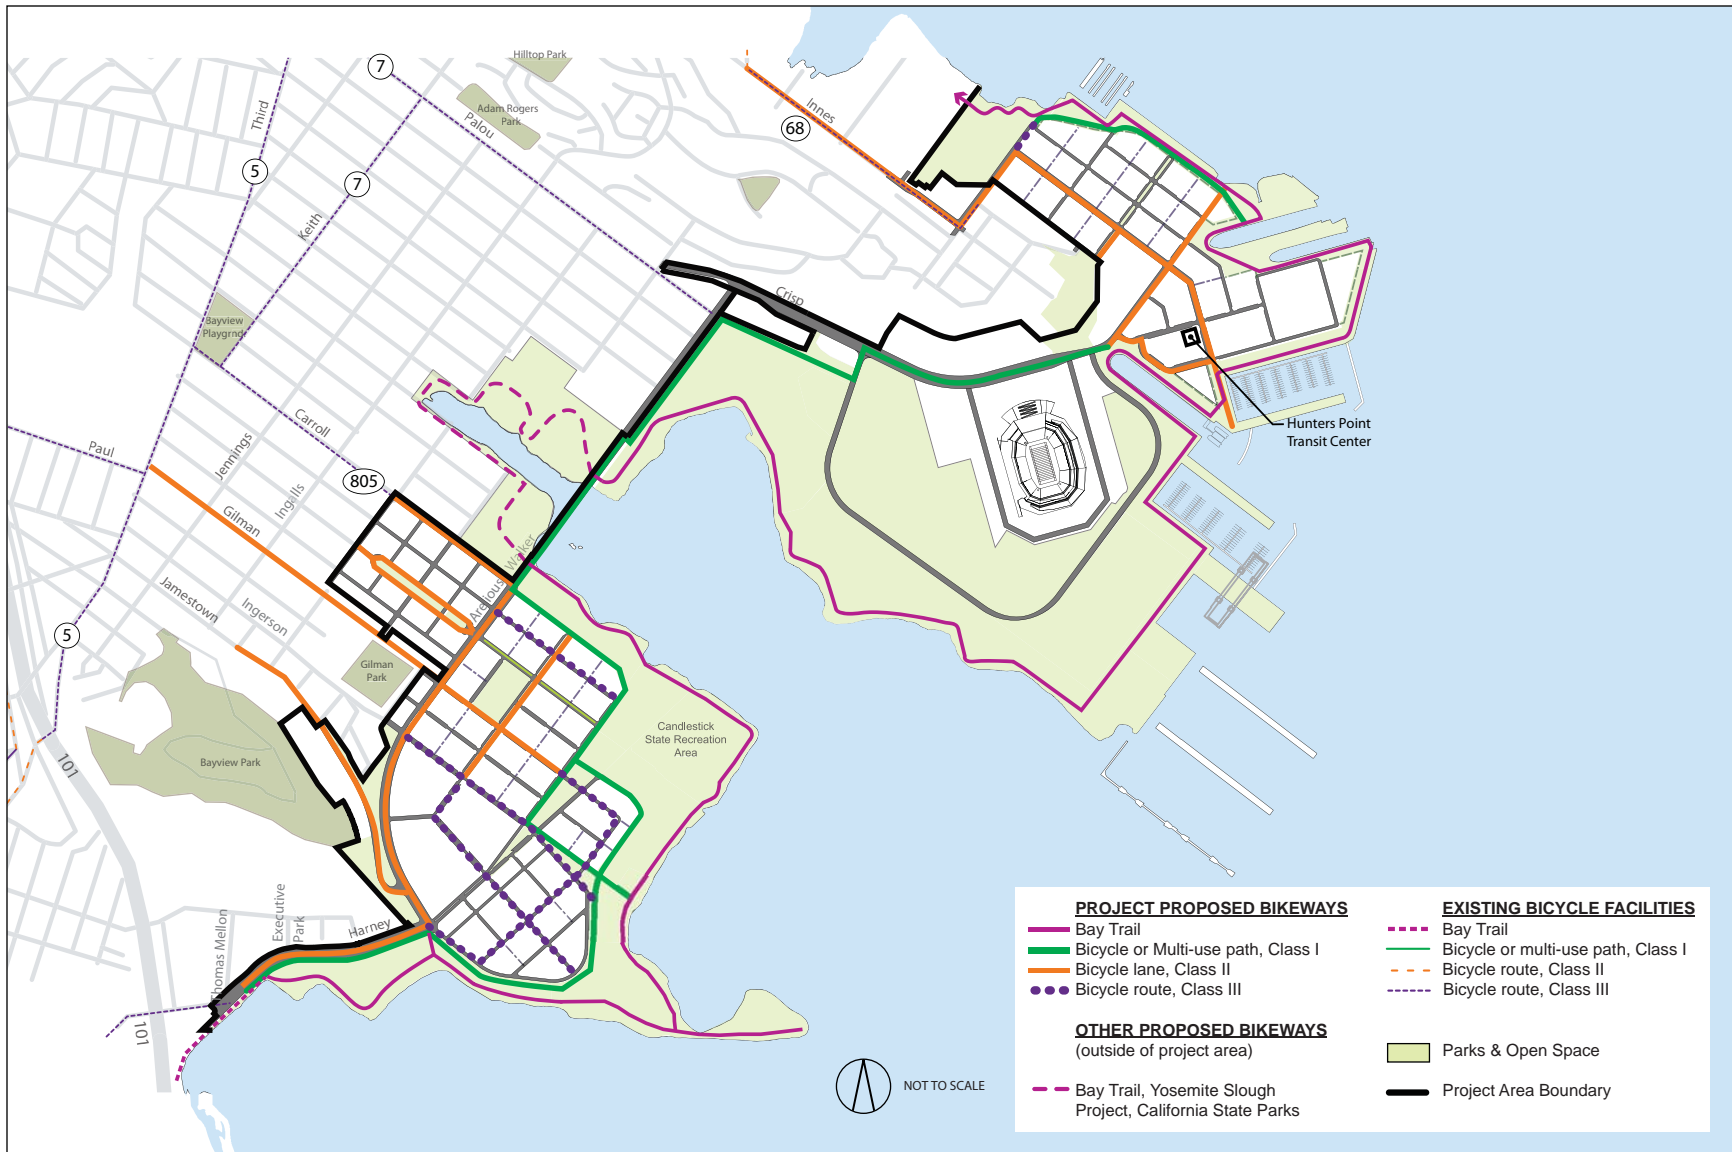 Hilltop Park
7
Adam Rogers
Park
Palou
Third
Innes
68
5
7
Keith
Crisp
Bayview
Playgrnd
Hunters Point
Transit Center
Carroll
Paul
Jennings
805
Ingalls
Gilman
Arelious Walker
Jamestown
Ingerson
5
Gilman
Park
Candlestick
State Recreation
Area
101
Bayview Park
Executive
Park
Harney
Thomas Mellon
101
NOT TO SCALE
PROJECT PROPOSED BIKEWAYS
Bay Trail
Bicycle or Multi-use path, Class I
Bicycle lane, Class II
Bicycle route, Class III
OTHER PROPOSED BIKEWAYS
(outside of project area)
Bay Trail, Yosemite Slough
Project, California State Parks
EXISTING BICYCLE FACILITIES
Bay Trail
Bicycle or multi-use path, Class I
Bicycle route, Class II
Bicycle route, Class III
Parks & Open Space
Project Area Boundary